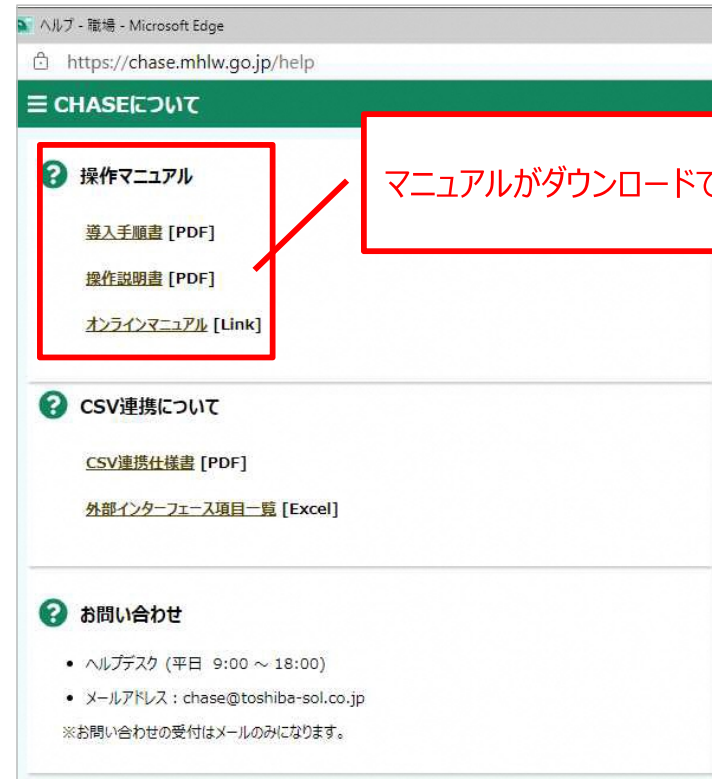 ヘルプ - 職場 - Microsoft Edge
https://chase.mhlw.go.jp/help
CHASEについて
操作マニュアル
マニュアルがダウンロードで
導入手順書 [PDF]
操作説明書 [PDF]
オンラインマニュアル [Link]
CSV連携について
CSV連携仕様書 [PDF]
外部インターフェース項目一覧 [Excel]
お問い合わせ
• ヘルプデスク (平日 9:00 ～ 18:00)
• メールアドレス : chase@toshiba-sol.co.jp
※お問い合わせの受付はメールのみになります。